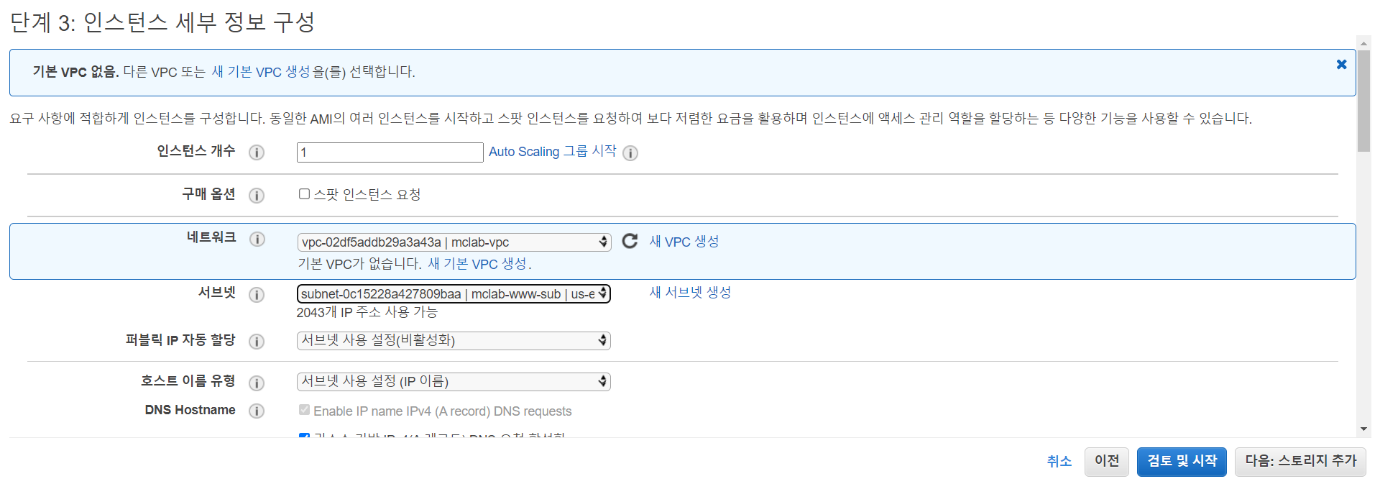 단계 3: 인스턴스 세부 정보 구성
기본 VPC 없음. 다른 VPC 또는 새 기본 VPC 생성을(를) 선택합니다.
요구 사항에 적합하게 인스턴스를 구성합니다. 동일한 AMI의 여러 인스턴스를 시작하고 스팟 인스턴스를 요청하여 보다 저렴한 요금을 활용하며 인스턴스에 액세스 관리 역할을 할당하는 등 다양한 기능을 사용할 수 있습니다.
인스턴스 개수 1 Auto Scaling 그룹 시작
구매 옵션 스팟 인스턴스 요청
네트워크 vpc-02df5addb29a3a43a | mclab-vpc 새 VPC 생성
기본 VPC가 없습니다. 새 기본 VPC 생성.
서브넷 subnet-0c15228a427809baa | mclab-www-sub | us-e 새 서브넷 생성
2043개 IP 주소 사용 가능
퍼블릭 IP 자동 할당 서브넷 사용 설정(비활성화)
호스트 이름 유형 서브넷 사용 설정 (IP 이름)
DNS Hostname Enable IP name IPv4 (A record) DNS requests
취소 이전 검토 및 시작 다음: 스토리지 추가